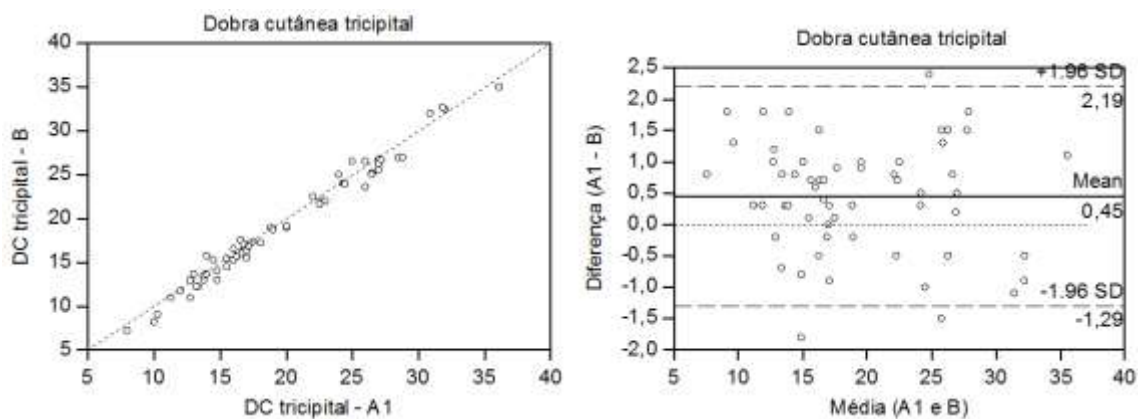 Dobra cutânea tricipital
40
35
30
25
20
15
10
5
DC tricipital - B
5 10 15 20 25 30 35 40
DC tricipital - A1
Dobra cutânea tricipital
2,5
2,0
1,5
1,0
0,5
0,0
-0,5
-1,0
-1,5
-2,0
Diferença (A1 - B)
+1.96 SD
2,19
Mean
0,45
-1.96 SD
-1,29
5 10 15 20 25 30 35 40
Média (A1 e B)